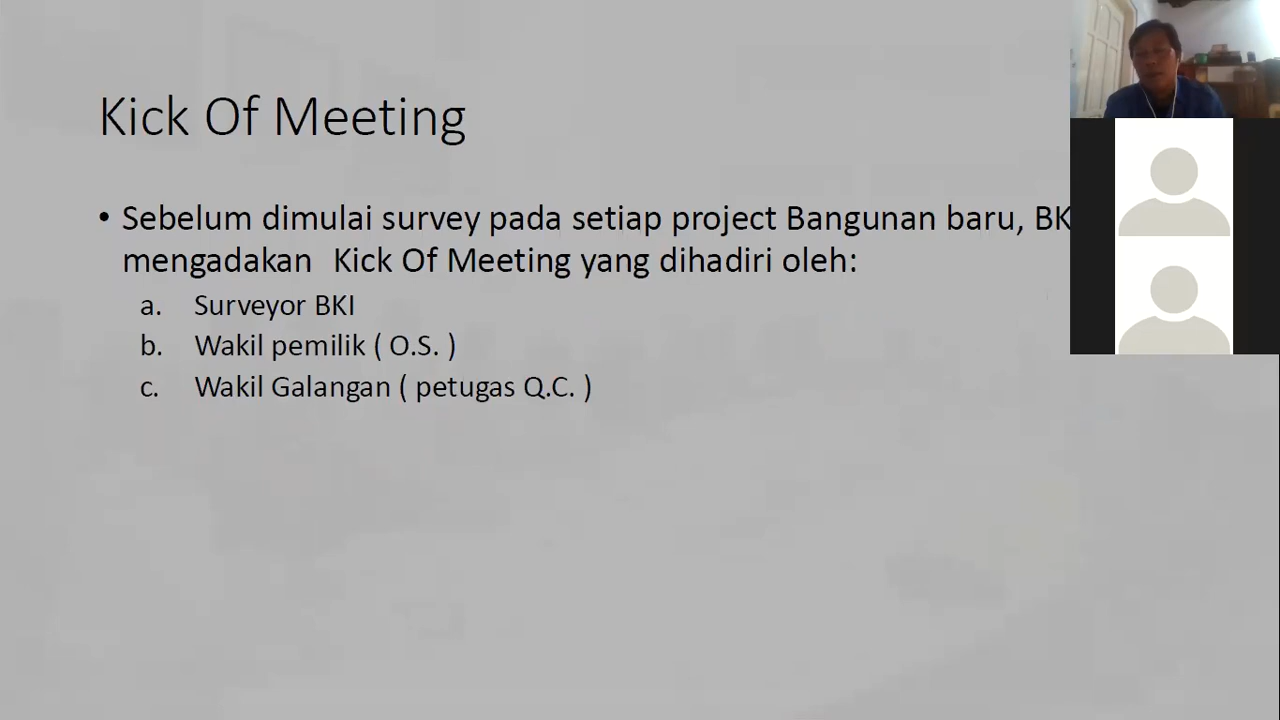 Kick Of Meeting
• Sebelum dimulai survey pada setiap project Bangunan baru, BK
mengadakan Kick Of Meeting yang dihadiri oleh:
a. Surveyor BKI
b. Wakil pemilik ( O.S. )
c. Wakil Galangan ( petugas Q.C. )